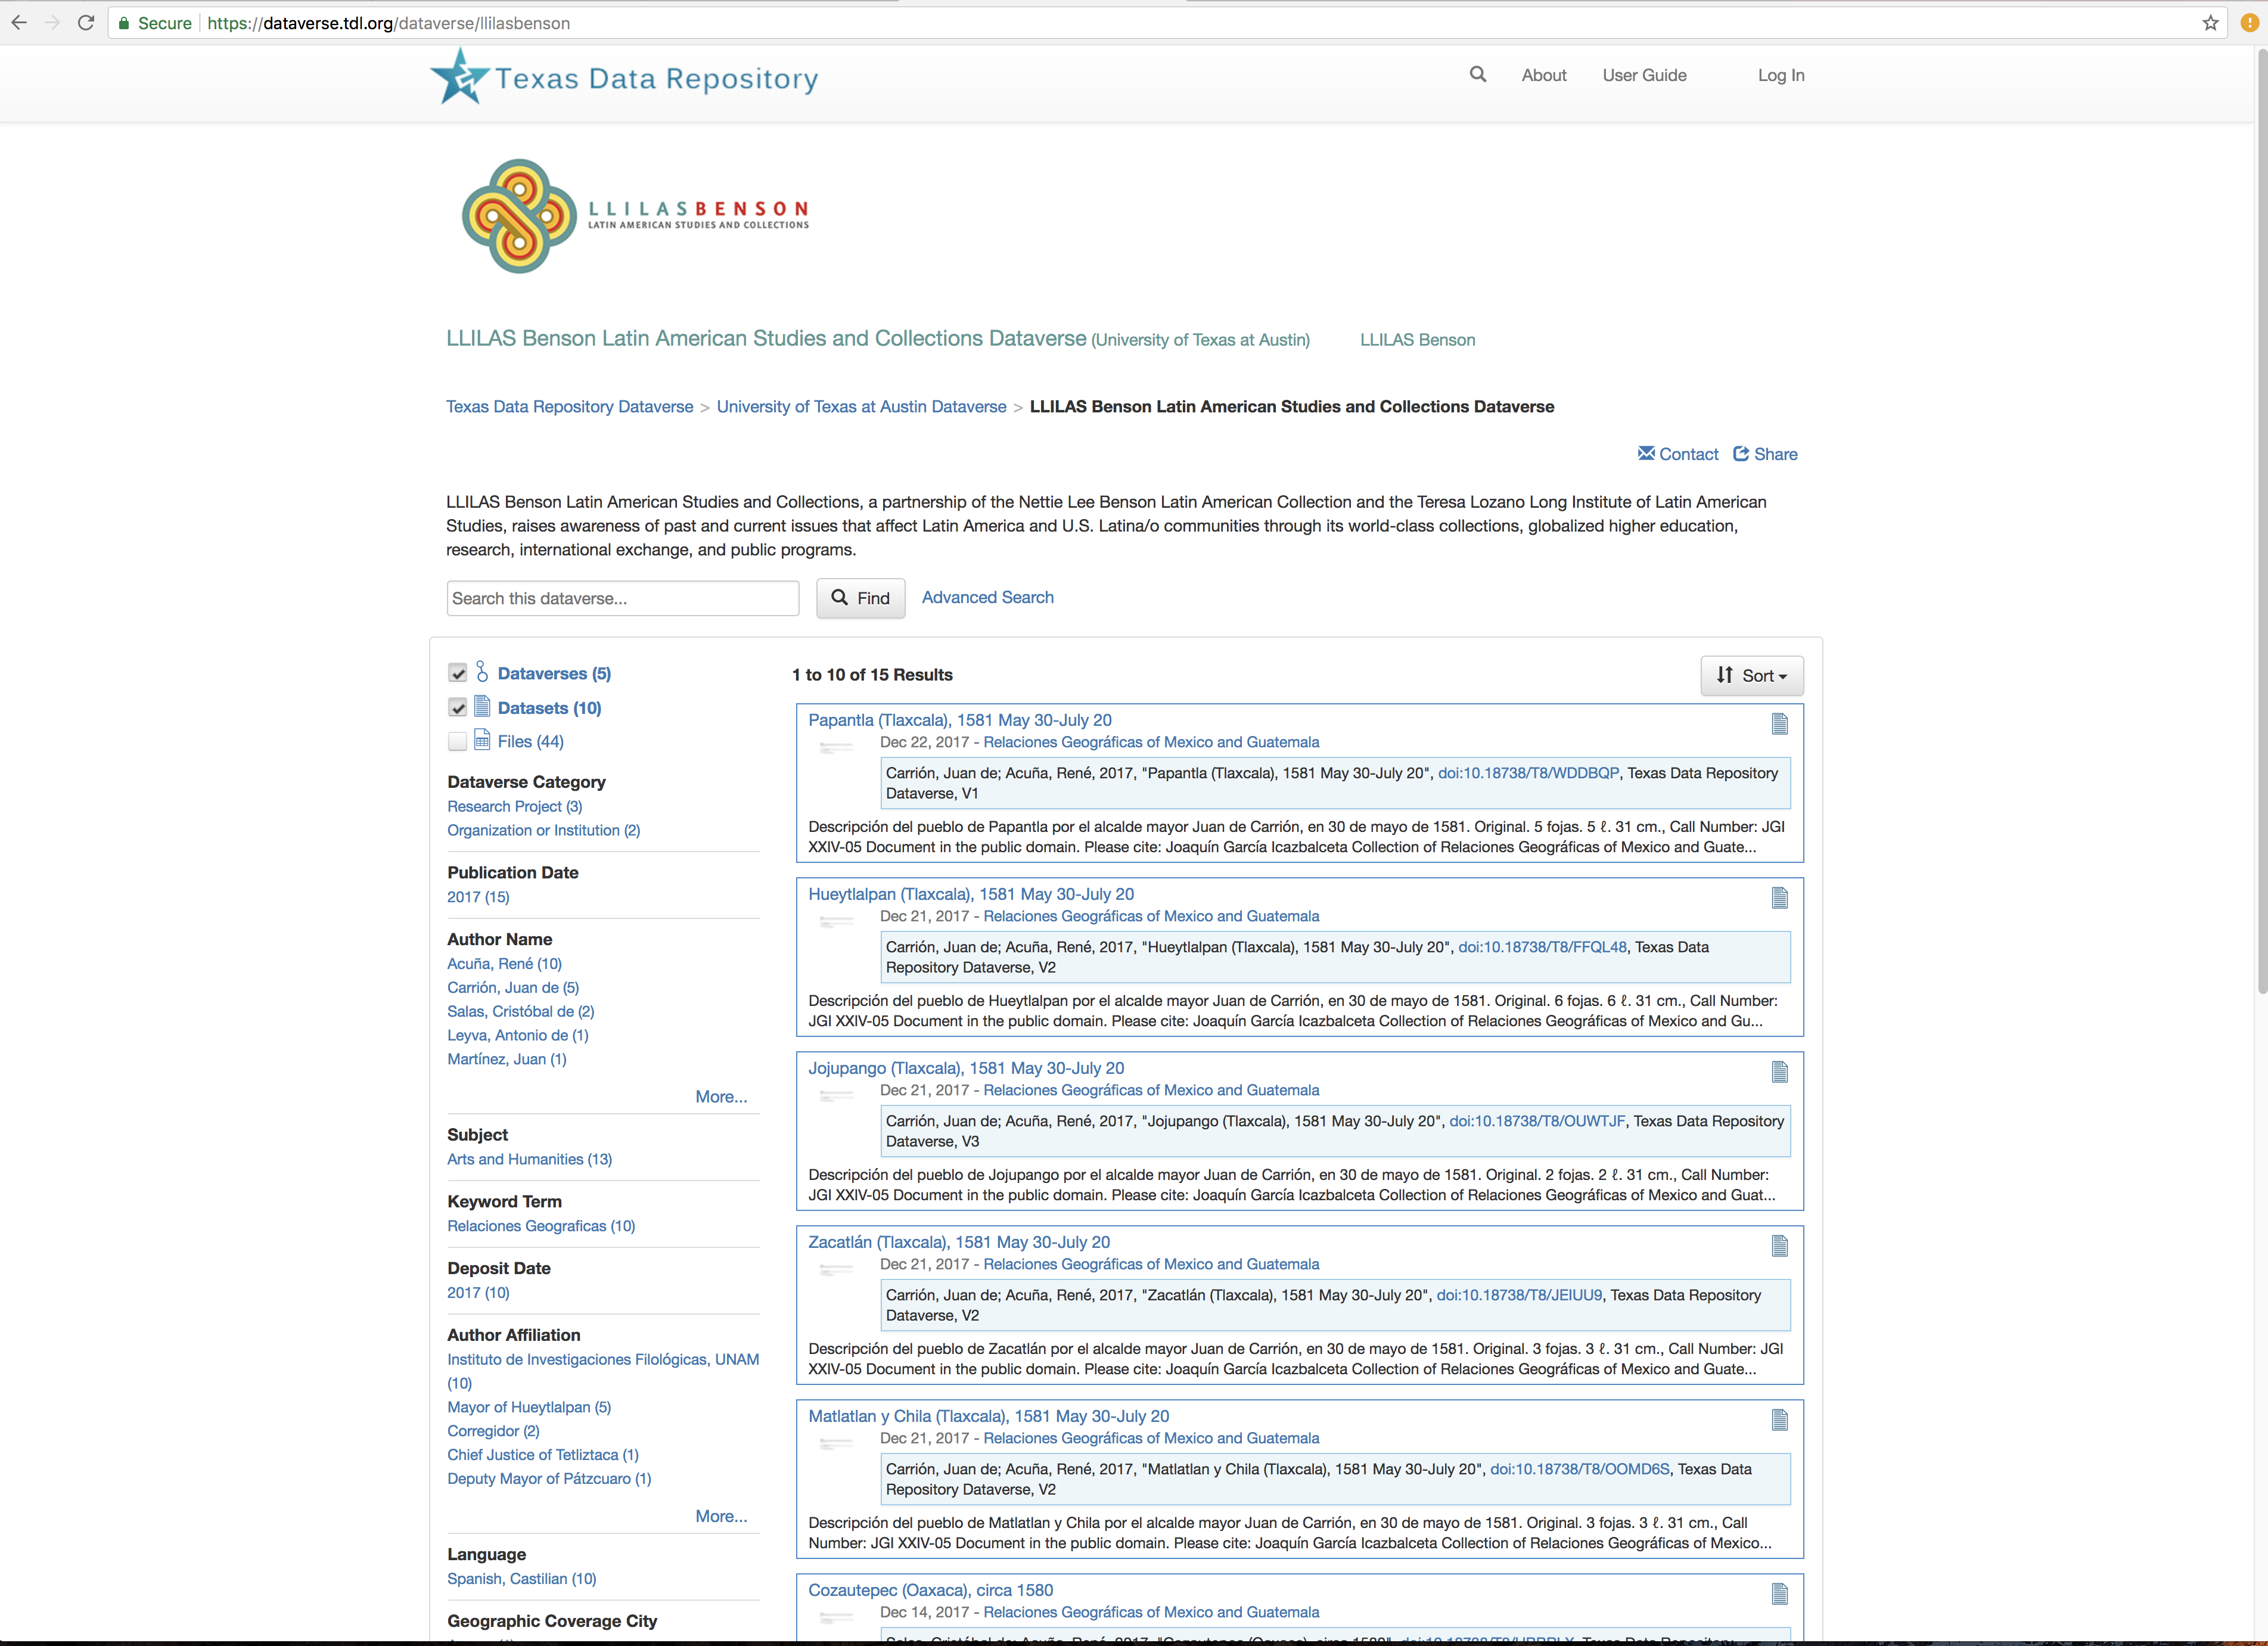 Secure https://dataverse.tdl.org/dataverse/llilasbenson
Texas Data Repository
About User Guide Log In
LLILASBENSON
LATIN AMERICAN STUDIES AND COLLECTIONS
LLILAS Benson Latin American Studies and Collections Dataverse (University of Texas at Austin) LLILAS Benson
Texas Data Repository Dataverse > University of Texas at Austin Dataverse > LLILAS Benson Latin American Studies and Collections Dataverse
Contact Share
LLILAS Benson Latin American Studies and Collections, a partnership of the Nettie Lee Benson Latin American Collection and the Teresa Lozano Long Institute of Latin American
Studies, raises awareness of past and current issues that affect Latin America and U.S. Latina/o communities through its world-class collections, globalized higher education,
research, international exchange, and public programs.
Search this dataverse... Find Advanced Search
Dataverses (5)
Datasets (10)
Files (44)
Dataverse Category
Research Project (3)
Organization or Institution (2)
Publication Date
2017 (15)
Author Name
Acuña, René (10)
Carrión, Juan de (5)
Salas, Cristóbal de (2)
Leyva, Antonio de (1)
Martínez, Juan (1)
More...
Subject
Arts and Humanities (13)
Keyword Term
Relaciones Geograficas (10)
Deposit Date
2017 (10)
Author Affiliation
Instituto de Investigaciones Filológicas, UNAM
(10)
Mayor of Hueytlalpan (5)
Corregidor (2)
Chief Justice of Tetliztaca (1)
Deputy Mayor of Pátzcuaro (1)
More...
Language
Spanish, Castilian (10)
Geographic Coverage City
1 to 10 of 15 Results
Sort
Papantla (Tlaxcala), 1581 May 30-July 20
Dec 22, 2017 - Relaciones Geográficas of Mexico and Guatemala
Carrión, Juan de; Acuña, René, 2017, "Papantla (Tlaxcala), 1581 May 30-July 20", doi:10.18738/T8/WDDBQP, Texas Data Repository
Dataverse, V1
Descripción del pueblo de Papantla por el alcalde mayor Juan de Carrión, en 30 de mayo de 1581. Original. 5 fojas. 5 ℓ. 31 cm., Call Number: JGI
XXIV-05 Document in the public domain. Please cite: Joaquín García Icazbalceta Collection of Relaciones Geográficas of Mexico and Guate...
Hueytlalpan (Tlaxcala), 1581 May 30-July 20
Dec 21, 2017 - Relaciones Geográficas of Mexico and Guatemala
Carrión, Juan de; Acuña, René, 2017, "Hueytlalpan (Tlaxcala), 1581 May 30-July 20", doi:10.18738/T8/FFQL48, Texas Data
Repository Dataverse, V2
Descripción del pueblo de Hueytlalpan por el alcalde mayor Juan de Carrión, en 30 de mayo de 1581. Original. 6 fojas. 6 ℓ. 31 cm., Call Number:
JGI XXIV-05 Document in the public domain. Please cite: Joaquín García Icazbalceta Collection of Relaciones Geográficas of Mexico and Gu...
Jojupango (Tlaxcala), 1581 May 30-July 20
Dec 21, 2017 - Relaciones Geográficas of Mexico and Guatemala
Carrión, Juan de; Acuña, René, 2017, "Jojupango (Tlaxcala), 1581 May 30-July 20", doi:10.18738/T8/OUWTJF, Texas Data Repository
Dataverse, V3
Descripción del pueblo de Jojupango por el alcalde mayor Juan de Carrión, en 30 de mayo de 1581. Original. 2 fojas. 2 ℓ. 31 cm., Call Number:
JGI XXIV-05 Document in the public domain. Please cite: Joaquín García Icazbalceta Collection of Relaciones Geográficas of Mexico and Guat...
Zacatlán (Tlaxcala), 1581 May 30-July 20
Dec 21, 2017 - Relaciones Geográficas of Mexico and Guatemala
Carrión, Juan de; Acuña, René, 2017, "Zacatlán (Tlaxcala), 1581 May 30-July 20", doi:10.18738/T8/JEIUU9, Texas Data Repository
Dataverse, V2
Descripción del pueblo de Zacatlán por el alcalde mayor Juan de Carrión, en 30 de mayo de 1581. Original. 3 fojas. 3 ℓ. 31 cm., Call Number: JGI
XXIV-05 Document in the public domain. Please cite: Joaquín García Icazbalceta Collection of Relaciones Geográficas of Mexico and Guate...
Matlatlan y Chila (Tlaxcala), 1581 May 30-July 20
Dec 21, 2017 - Relaciones Geográficas of Mexico and Guatemala
Carrión, Juan de; Acuña, René, 2017, "Matlatlan y Chila (Tlaxcala), 1581 May 30-July 20", doi:10.18738/T8/OOMD6S, Texas Data
Repository Dataverse, V2
Descripción del pueblo de Matlatlan y Chila por el alcalde mayor Juan de Carrión, en 30 de mayo de 1581. Original. 3 fojas. 3 ℓ. 31 cm., Call
Number: JGI XXIV-05 Document in the public domain. Please cite: Joaquín García Icazbalceta Collection of Relaciones Geográficas of Mexico...
Cozautepec (Oaxaca), circa 1580
Dec 14, 2017 - Relaciones Geográficas of Mexico and Guatemala